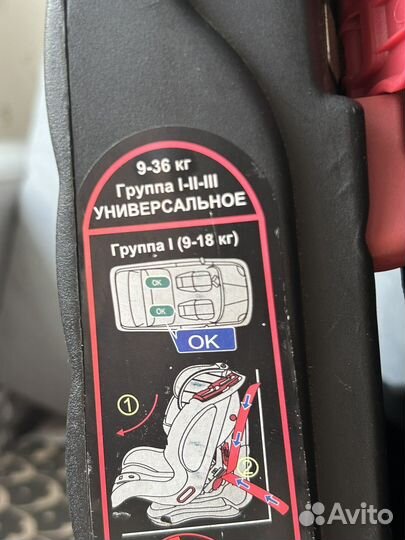 9-36 кг
Группа I-II-III
УНИВЕРСАЛЬНОЕ
Группа I (9-18 кг)
OK
OK
OK
1
2
Avito